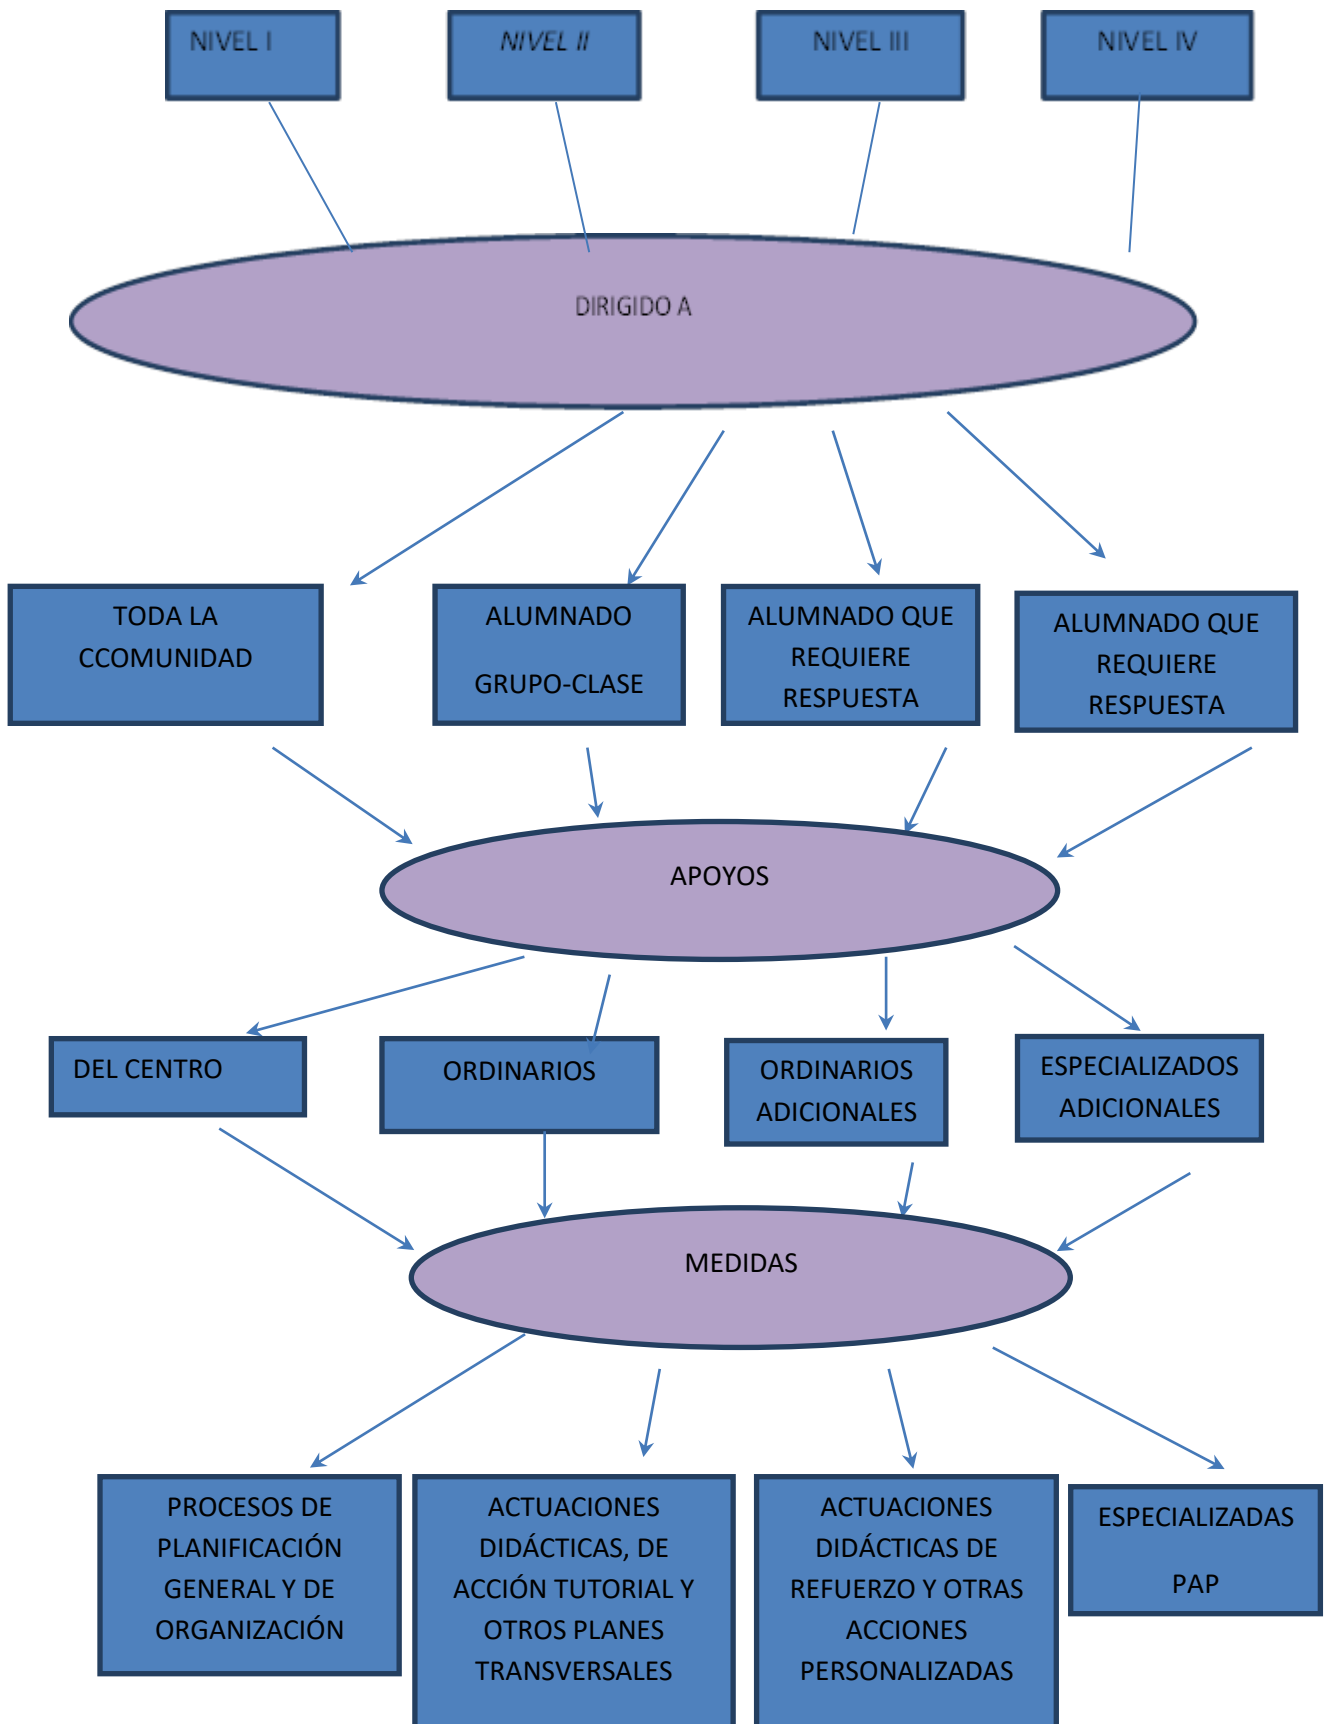 NIVEL I
NIVEL II
NIVEL III
NIVEL IV
DIRIGIDO A
TODA LA
CCOMUNIDAD
ALUMNADO
GRUPO-CLASE
ALUMNADO QUE
REQUIERE
RESPUESTA
ALUMNADO QUE
REQUIERE
RESPUESTA
APOYOS
DEL CENTRO
ORDINARIOS
ORDINARIOS
ADICIONALES
ESPECIALIZADOS
ADICIONALES
MEDIDAS
PROCESOS DE
PLANIFICACIÓN
GENERAL Y DE
ORGANIZACIÓN
ACTUACIONES
DIDÁCTICAS, DE
ACCIÓN TUTORIAL Y
OTROS PLANES
TRANSVERSALES
ACTUACIONES
DIDÁCTICAS DE
REFUERZO Y OTRAS
ACCIONES
PERSONALIZADAS
ESPECIALIZADAS
PAP